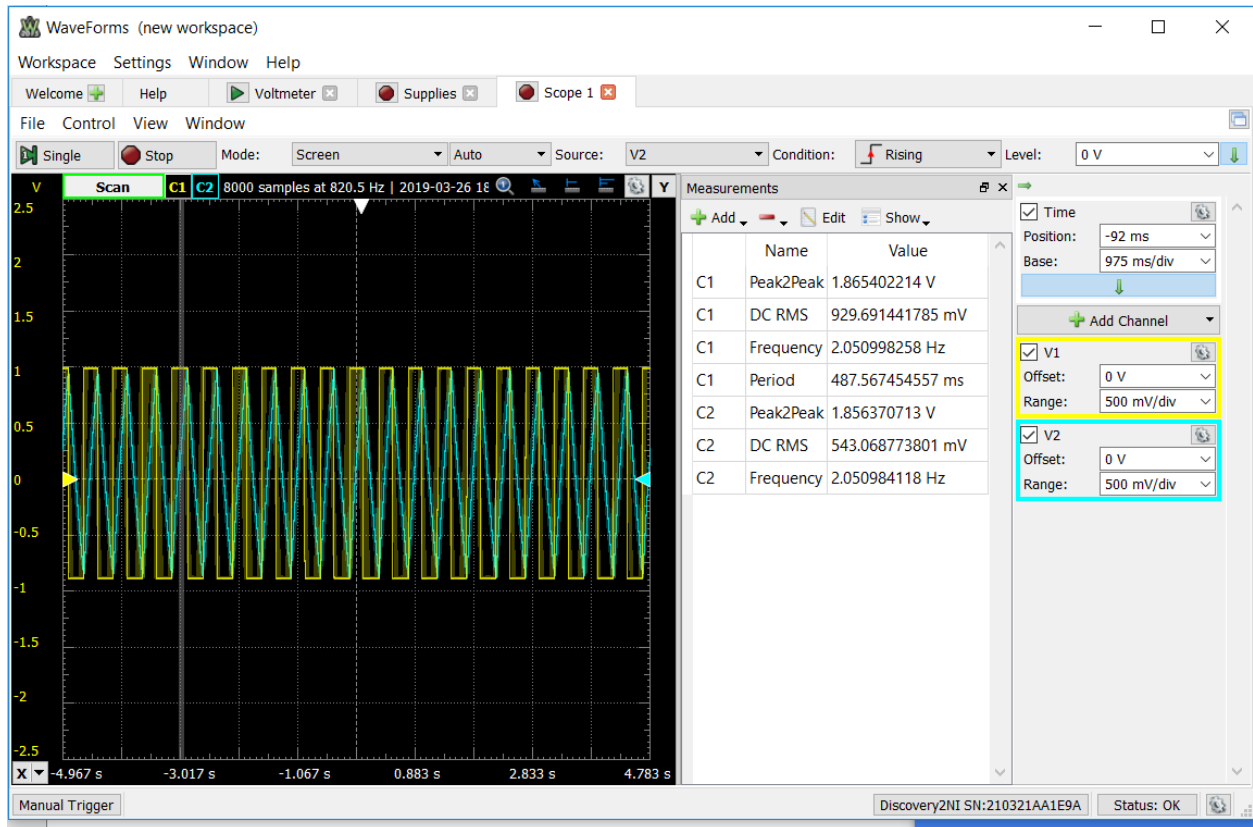 WaveForms (new workspace)
Workspace Settings Window Help
Welcome Help Voltmeter Supplies Scope 1
File Control View Window
Single Stop Mode: Screen Auto Source: V2 Condition: Rising Level: 0 V
V Scan C1 C2 8000 samples at 820.5 Hz | 2019-03-26 18 Y
2.5
2
1.5
1
0.5
0
-0.5
-1
-1.5
-2
-2.5
X -4.967 s -3.017 s -1.067 s 0.883 s 2.833 s 4.783 s
Measurements
Add Edit Show
Name Value
C1 Peak2Peak 1.865402214 V
C1 DC RMS 929.691441785 mV
C1 Frequency 2.050998258 Hz
C1 Period 487.567454557 ms
C2 Peak2Peak 1.856370713 V
C2 DC RMS 543.068773801 mV
C2 Frequency 2.050984118 Hz
Time
Position: -92 ms
Base: 975 ms/div
Add Channel
V1
Offset: 0 V
Range: 500 mV/div
V2
Offset: 0 V
Range: 500 mV/div
Manual Trigger Discovery2NI SN:210321AA1E9A Status: OK